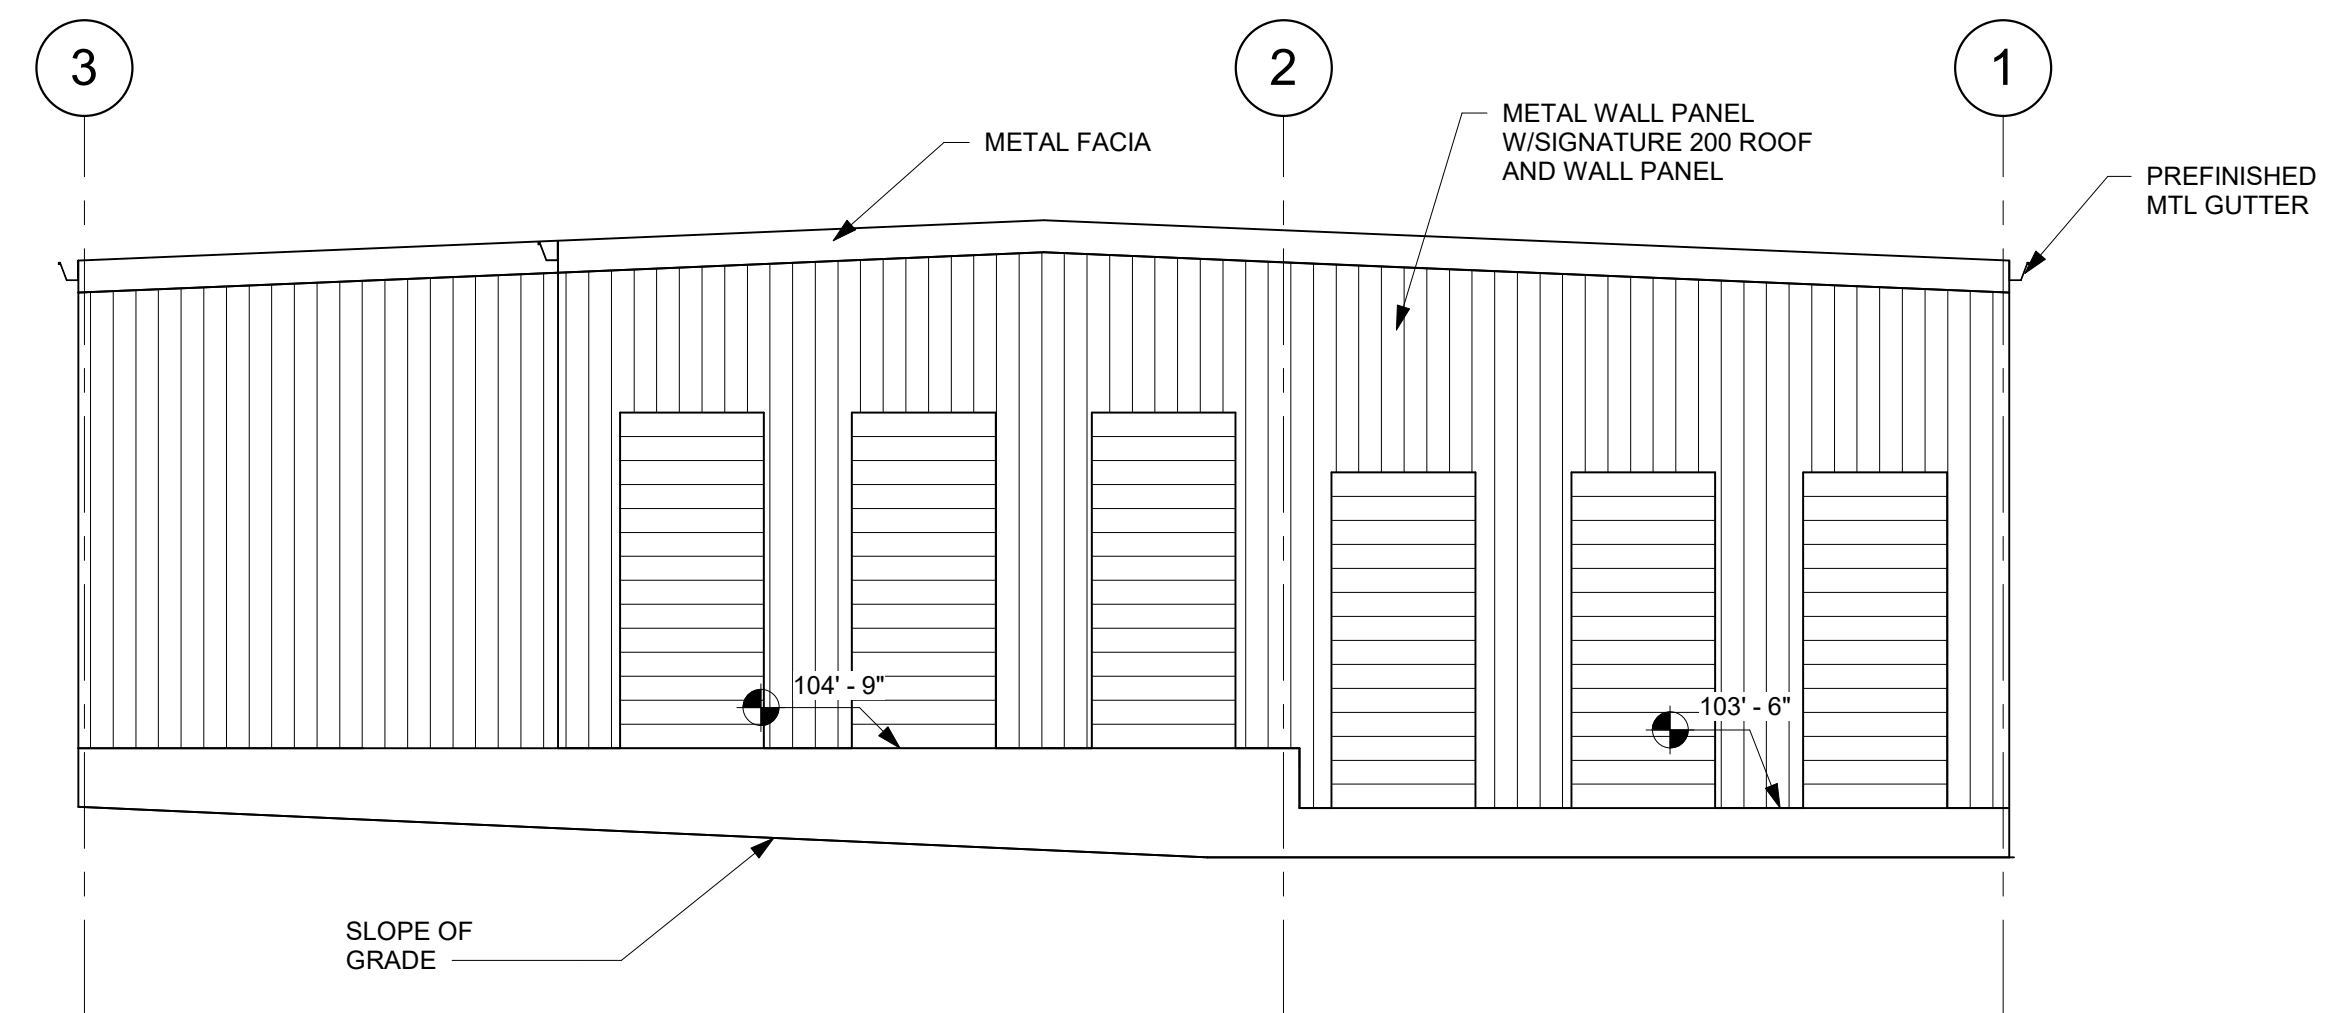 3
2
1
METAL FACIA
METAL WALL PANEL
W/SIGNATURE 200 ROOF
AND WALL PANEL
PREFINISHED
MTL GUTTER
104' - 9"
103' - 6"
SLOPE OF
GRADE